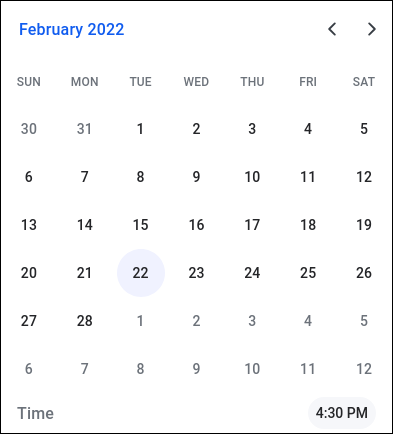 February 2022
SUN MON TUE WED THU FRI SAT
30 31 1 2 3 4 5
6 7 8 9 10 11 12
13 14 15 16 17 18 19
20 21 22 23 24 25 26
27 28 1 2 3 4 5
6 7 8 9 10 11 12
Time 4:30 PM